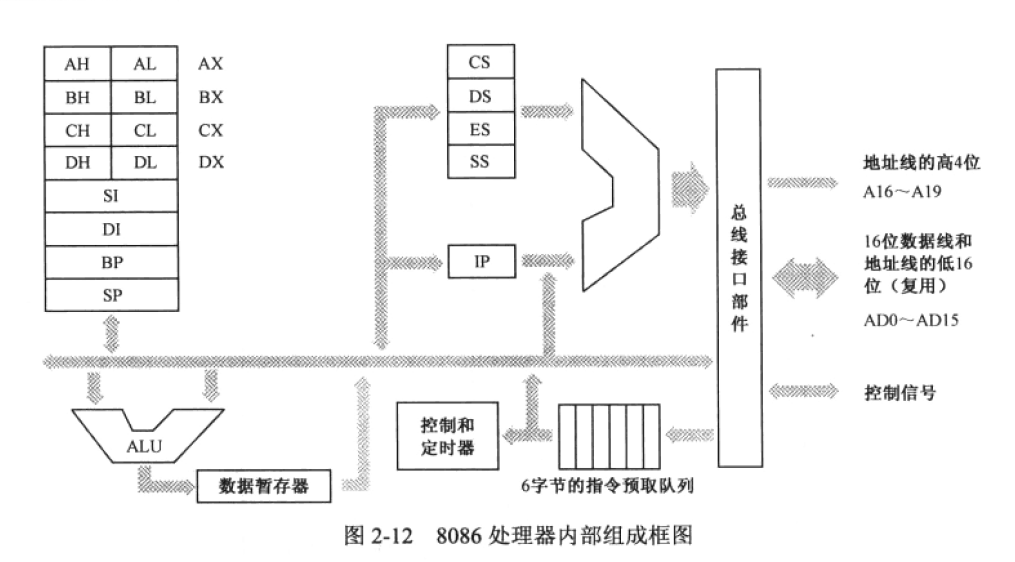 AH AL AX
BH BL BX
CH CL CX
DH DL DX
SI
DI
BP
SP
CS
DS
ES
SS
IP
总线接口部件
地址线的高4位
A16～A19
16位数据线和
地址线的低16
位（复用）
AD0～AD15
控制信号
ALU
数据暂存器
控制和
定时器
6字节的指令预取队列
图 2-12 8086 处理器内部组成框图